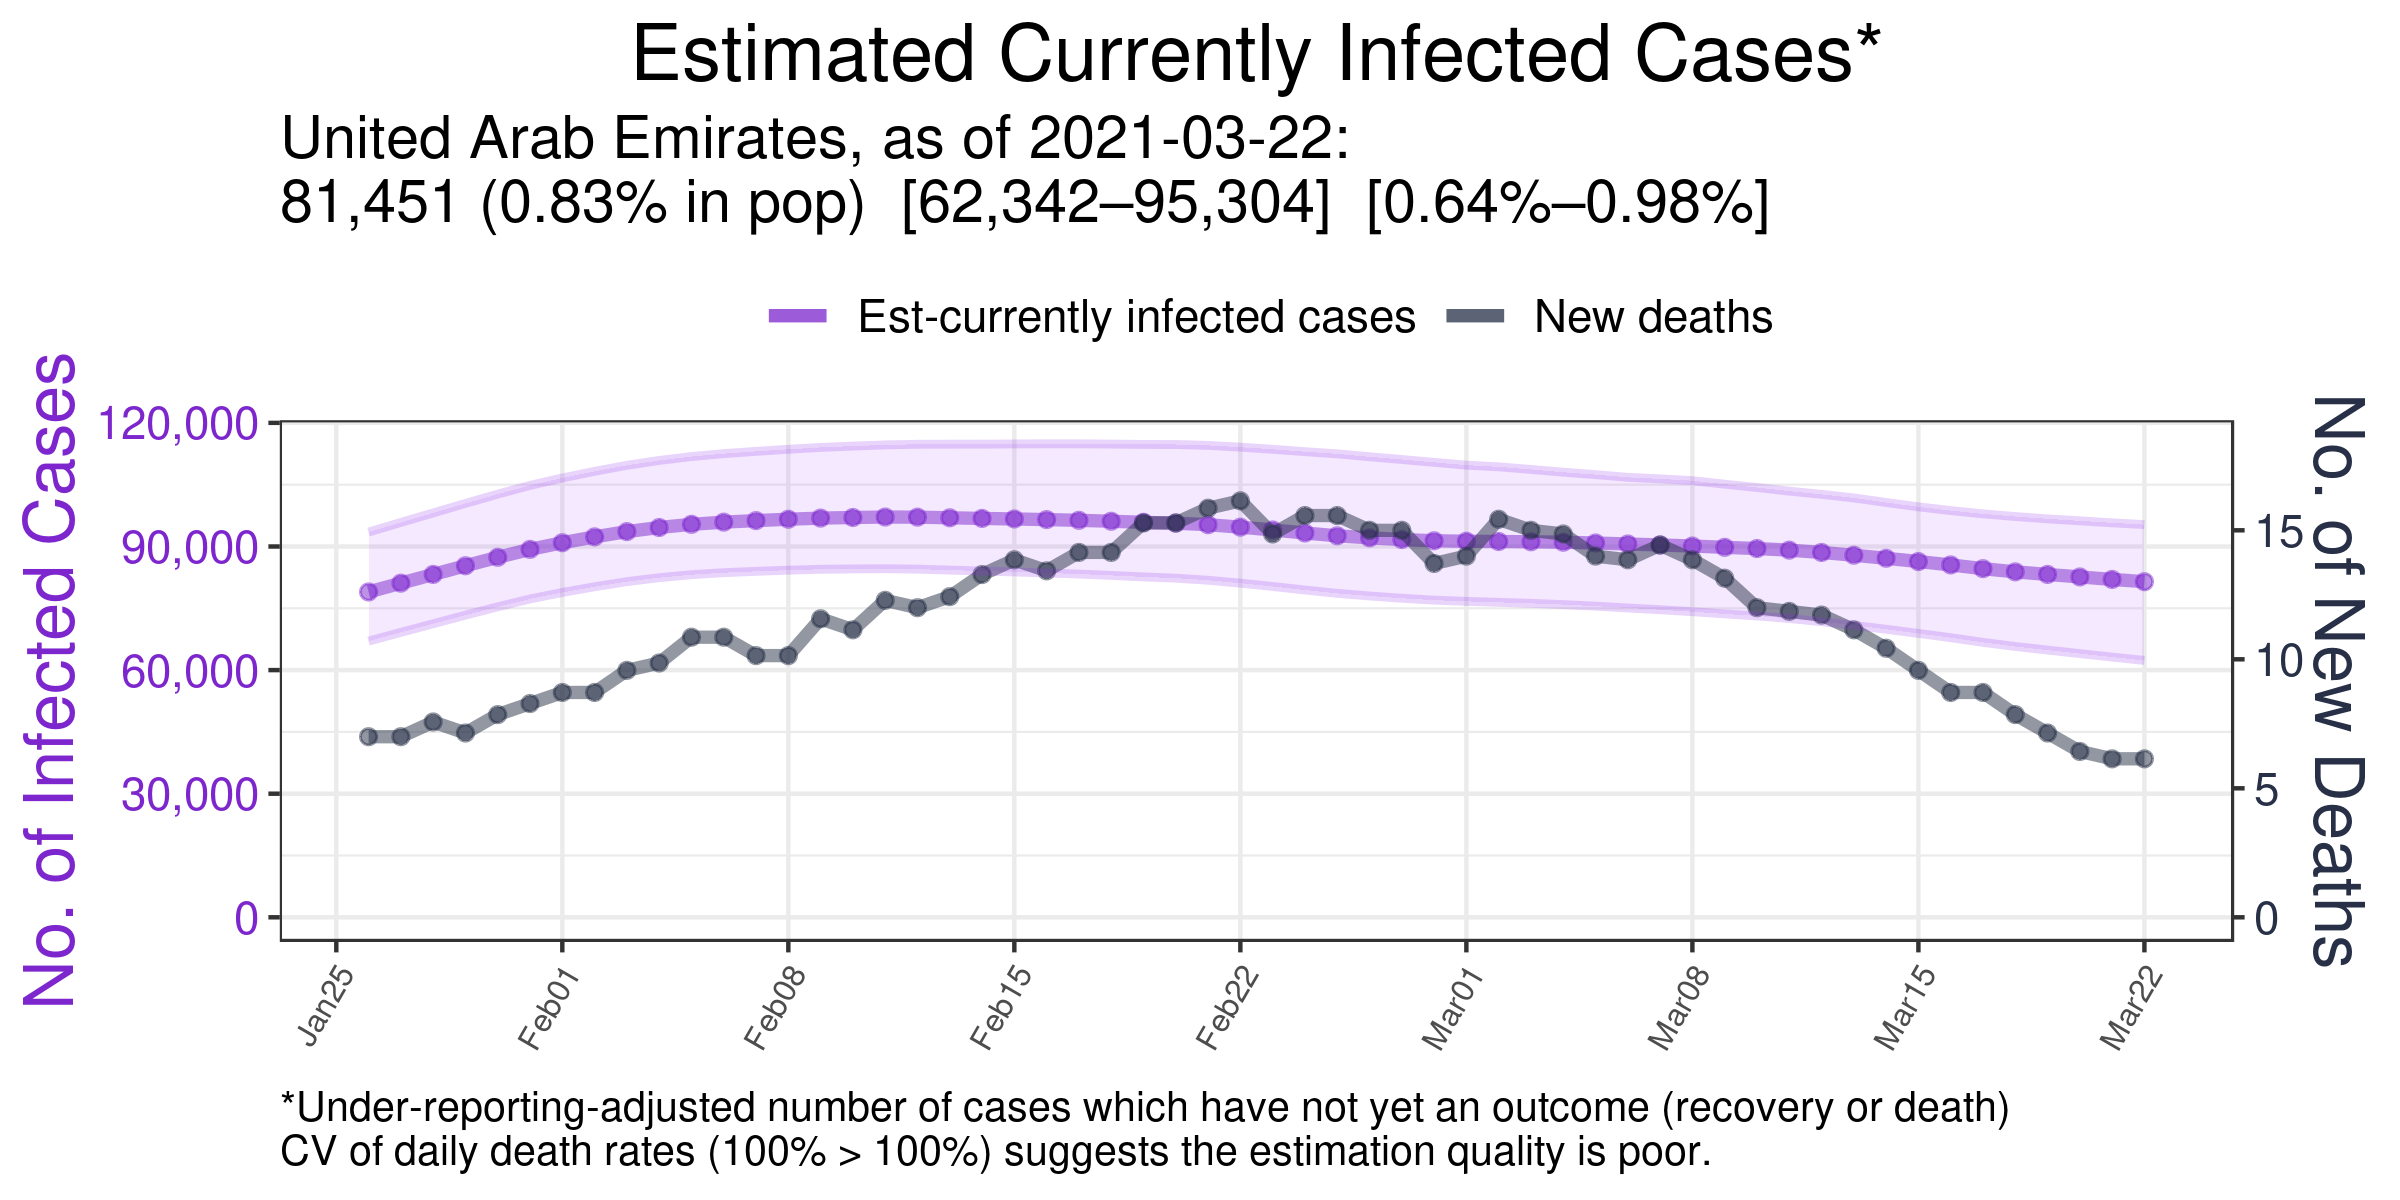 Estimated Currently Infected Cases*
United Arab Emirates, as of 2021-03-22:
81,451 (0.83% in pop)  [62,342–95,304]  [0.64%–0.98%]
Est-currently infected cases
New deaths
No. of Infected Cases
120,000
90,000
60,000
30,000
0
No. of New Deaths
15
10
5
0
Jan25
Feb01
Feb08
Feb15
Feb22
Mar01
Mar08
Mar15
Mar22
*Under-reporting-adjusted number of cases which have not yet an outcome (recovery or death)
CV of daily death rates (100% > 100%) suggests the estimation quality is poor.